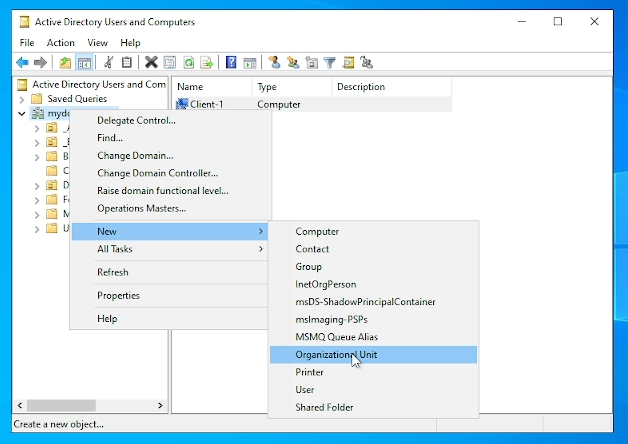 Active Directory Users and Computers
File Action View Help
Active Directory Users and Com
Saved Queries
mydo
Name Type Description
Client-1 Computer
Delegate Control...
Find...
Change Domain...
Change Domain Controller...
Raise domain functional level...
Operations Masters...
New
All Tasks
Refresh
Properties
Help
Computer
Contact
Group
InetOrgPerson
msDS-ShadowPrincipalContainer
msImaging-PSPs
MSMQ Queue Alias
Organizational Unit
Printer
User
Shared Folder
Create a new object...